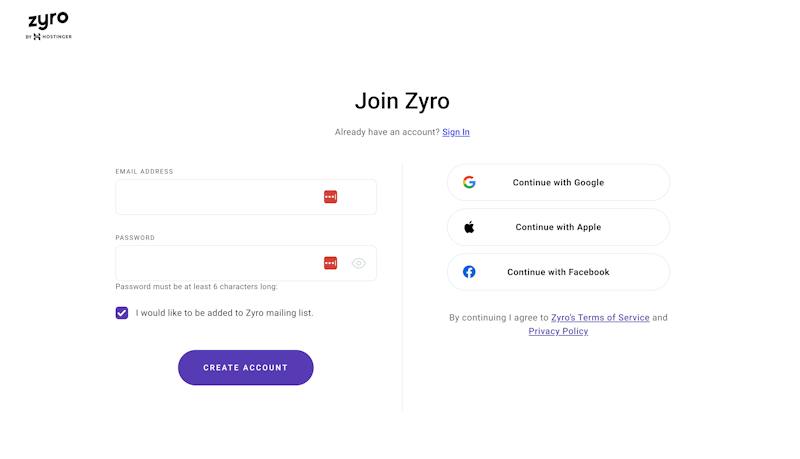 zyro
BY HOSTINGER
Join Zyro
Already have an account? Sign In
EMAIL ADDRESS
PASSWORD
Password must be at least 6 characters long.
I would like to be added to Zyro mailing list.
CREATE ACCOUNT
Continue with Google
Continue with Apple
Continue with Facebook
By continuing I agree to Zyro's Terms of Service and
Privacy Policy